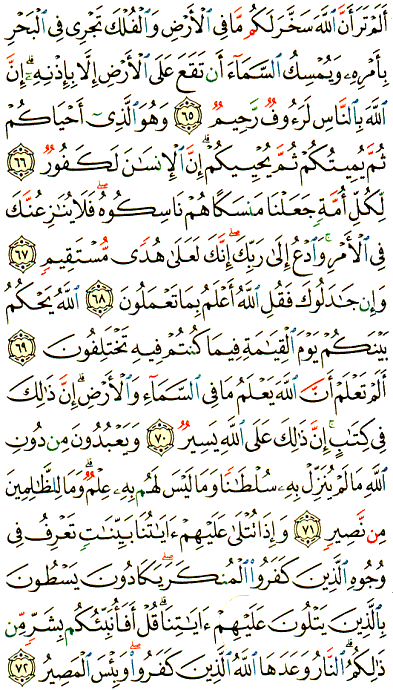 أَلَمْ تَرَ أَنَّ ٱللَّهَ سَخَّرَ لَكُم مَّا فِى ٱلْأَرْضِ وَٱلْفُلْكَ تَجْرِى فِى ٱلْبَحْرِ
بِأَمْرِهِۦ وَيُمْسِكُ ٱلسَّمَآءَ أَن تَقَعَ عَلَى ٱلْأَرْضِ إِلَّا بِإِذْنِهِۦٓ ۗ إِنَّ
ٱللَّهَ بِٱلنَّاسِ لَرَءُوفٌ رَّحِيمٌ ﴿٦٥﴾ وَهُوَ ٱلَّذِىٓ أَحْيَاكُمْ
ثُمَّ يُمِيتُكُمْ ثُمَّ يُحْيِيكُمْ ۗ إِنَّ ٱلْإِنسَٰنَ لَكَفُورٌ ﴿٦٦﴾
لِكُلِّ أُمَّةٍ جَعَلْنَا مَنسَكًا هُمْ نَاسِكُوهُ ۖ فَلَا يُنَٰزِعُنَّكَ
فِى ٱلْأَمْرِ ۚ وَٱدْعُ إِلَىٰ رَبِّكَ ۖ إِنَّكَ لَعَلَىٰ هُدًى مُّسْتَقِيمٍ ﴿٦٧﴾
وَإِن جَٰدَلُوكَ فَقُلِ ٱللَّهُ أَعْلَمُ بِمَا تَعْمَلُونَ ﴿٦٨﴾ ٱللَّهُ يَحْكُمُ
بَيْنَكُمْ يَوْمَ ٱلْقِيَٰمَةِ فِيمَا كُنتُمْ فِيهِ تَخْتَلِفُونَ ﴿٦٩﴾
أَلَمْ تَعْلَمْ أَنَّ ٱللَّهَ يَعْلَمُ مَا فِى ٱلسَّمَآءِ وَٱلْأَرْضِ ۗ إِنَّ ذَٰلِكَ
فِى كِتَٰبٍ ۚ إِنَّ ذَٰلِكَ عَلَى ٱللَّهِ يَسِيرٌ ﴿٧٠﴾ وَيَعْبُدُونَ مِن دُونِ
ٱللَّهِ مَا لَمْ يُنَزِّلْ بِهِۦ سُلْطَٰنًا وَمَا لَيْسَ لَهُم بِهِۦ عِلْمٌ ۗ وَمَا لِلظَّٰلِمِينَ
مِن نَّصِيرٍ ﴿٧١﴾ وَإِذَا تُتْلَىٰ عَلَيْهِمْ ءَايَٰتُنَا بَيِّنَٰتٍ تَعْرِفُ فِى
وُجُوهِ ٱلَّذِينَ كَفَرُوا۟ ٱلْمُنكَرَ ۖ يَكَادُونَ يَسْطُونَ
بِٱلَّذِينَ يَتْلُونَ عَلَيْهِمْ ءَايَٰتِنَا ۗ قُلْ أَفَأُنَبِّئُكُم بِشَرٍّ مِّن
ذَٰلِكُمُ ۗ ٱلنَّارُ وَعَدَهَا ٱللَّهُ ٱلَّذِينَ كَفَرُوا۟ ۖ وَبِئْسَ ٱلْمَصِيرُ ﴿٧٢﴾